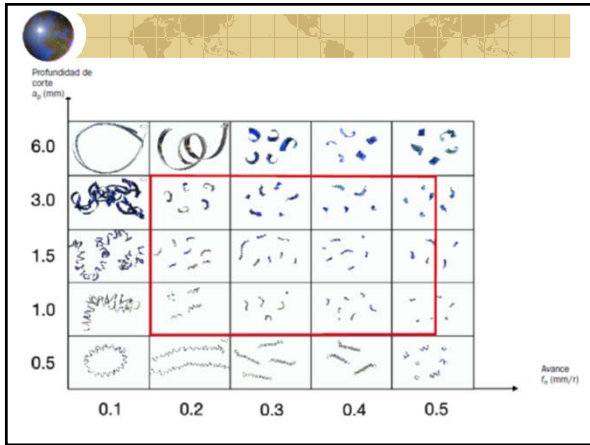 Profundidad de
corte
aₚ (mm)
6.0
3.0
1.5
1.0
0.5
0.1 0.2 0.3 0.4 0.5
Avance
fₙ (mm/r)